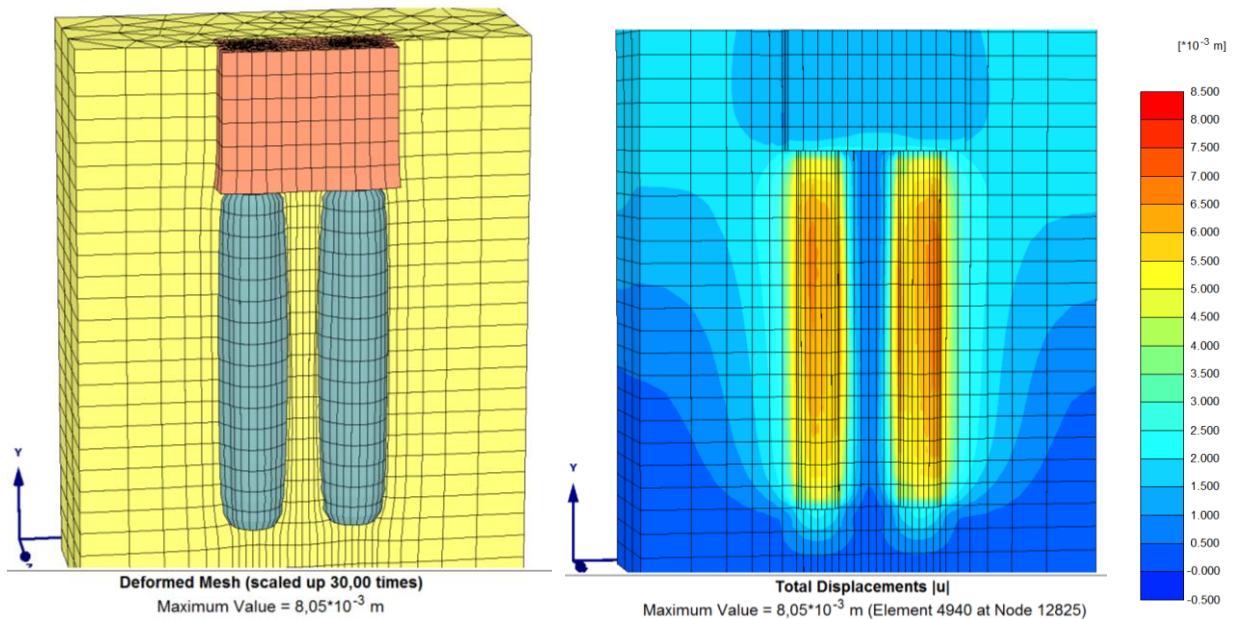 Y
Deformed Mesh (scaled up 30,00 times)
Maximum Value = 8,05*10-3 m
Y
Total Displacements |u|
Maximum Value = 8,05*10-3 m (Element 4940 at Node 12825)
[*10-3 m]
8.500
8.000
7.500
7.000
6.500
6.000
5.500
5.000
4.500
4.000
3.500
3.000
2.500
2.000
1.500
1.000
0.500
-0.000
-0.500